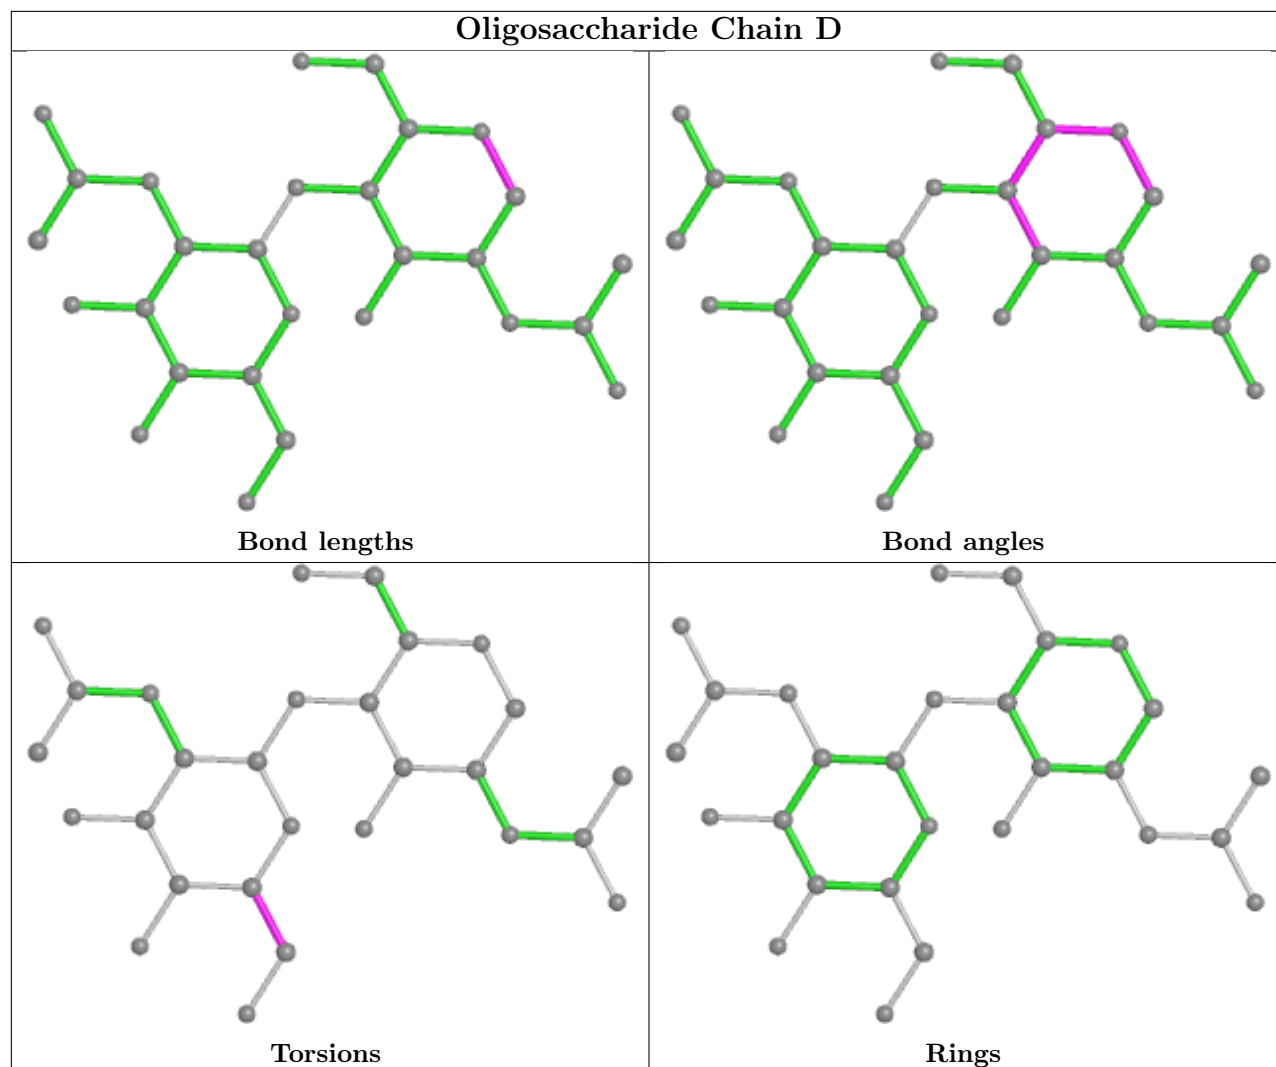 Oligosaccharide Chain D
Bond lengths
Bond angles
Torsions
Rings